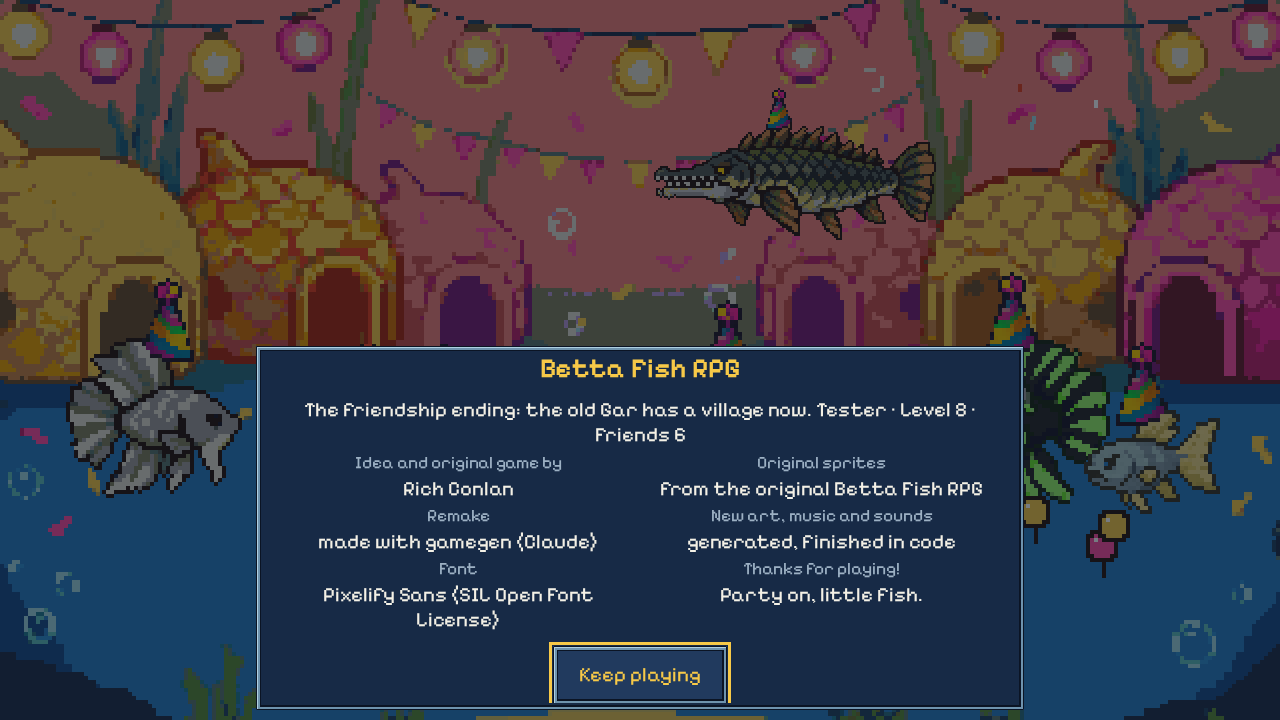 Betta Fish RPG
The friendship ending: the old Gar has a village now. Tester · Level 8 ·
Friends 6
Idea and original game by
Rich Conlan
Remake
made with gamegen (Claude)
Font
Pixelify Sans (SIL Open Font
License)
Original sprites
From the original Betta Fish RPG
New art, music and sounds
generated, finished in code
Thanks for playing!
Party on, little fish.
Keep playing